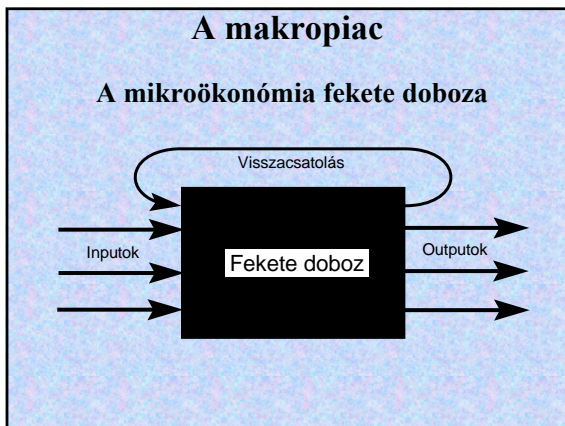 A makropiac
A mikroökonómia fekete doboza
Visszacsatolás
Inputok
Fekete doboz
Outputok